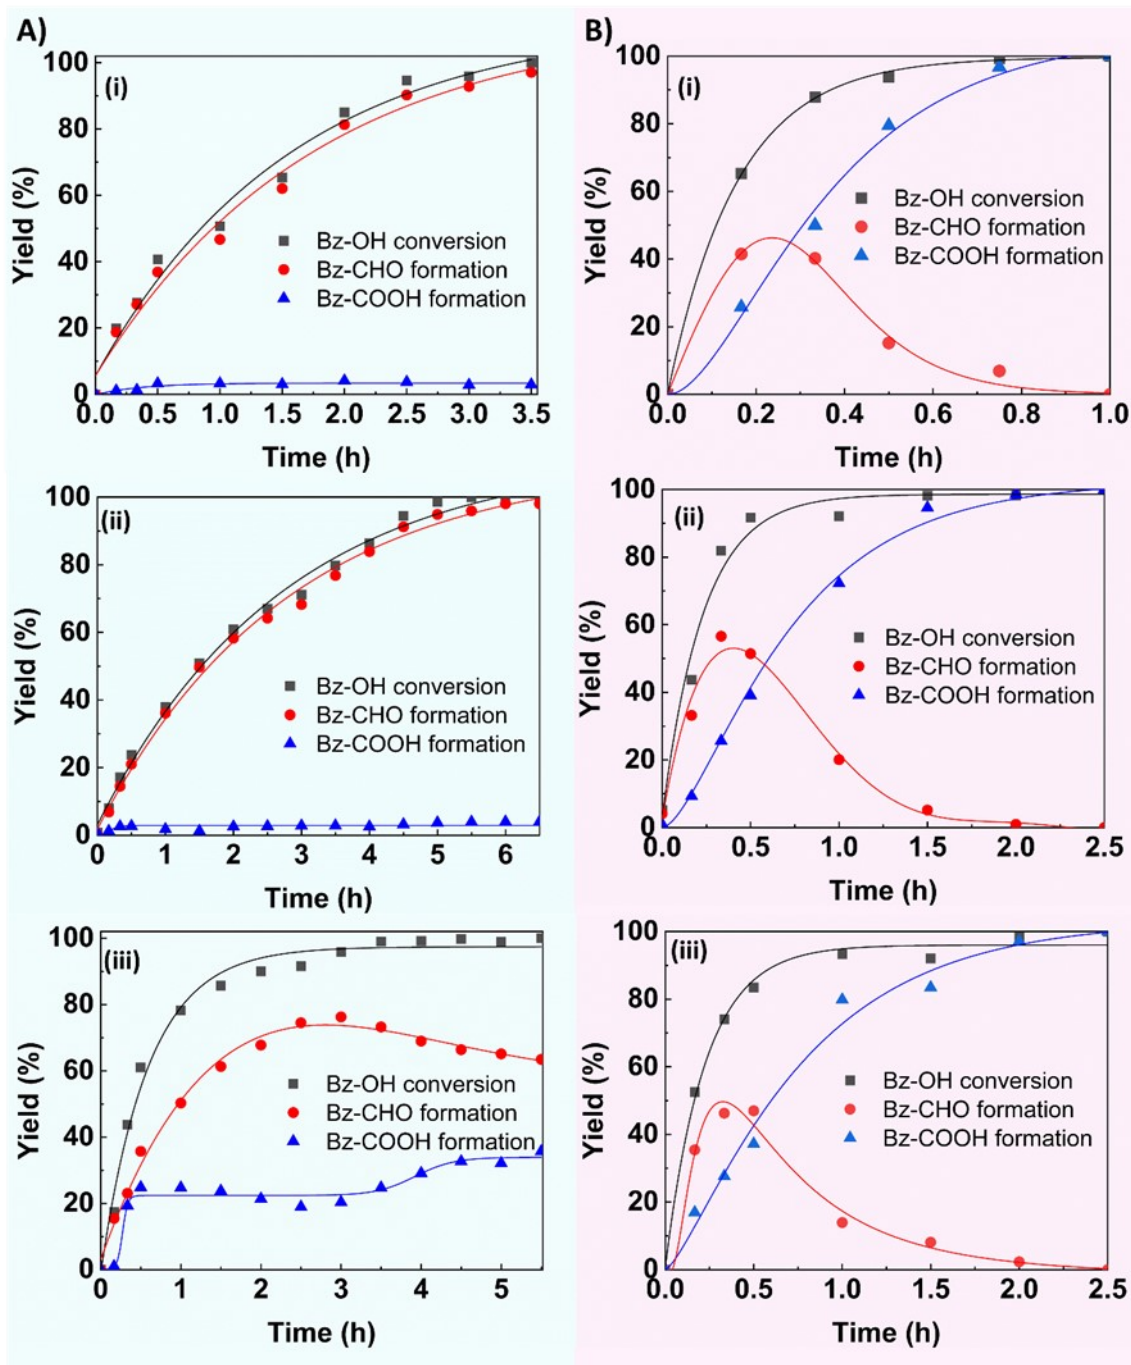 A)
(i)
Yield (%)
100
80
60
40
20
0
Bz-OH conversion
Bz-CHO formation
Bz-COOH formation
0.0 0.5 1.0 1.5 2.0 2.5 3.0 3.5
Time (h)
(ii)
Yield (%)
100
80
60
40
20
0
Bz-OH conversion
Bz-CHO formation
Bz-COOH formation
0 1 2 3 4 5 6
Time (h)
(iii)
Yield (%)
100
80
60
40
20
0
Bz-OH conversion
Bz-CHO formation
Bz-COOH formation
0 1 2 3 4 5
Time (h)
B)
(i)
Yield (%)
100
80
60
40
20
0
Bz-OH conversion
Bz-CHO formation
Bz-COOH formation
0.0 0.2 0.4 0.6 0.8 1.0
Time (h)
(ii)
Yield (%)
100
80
60
40
20
0
Bz-OH conversion
Bz-CHO formation
Bz-COOH formation
0.0 0.5 1.0 1.5 2.0 2.5
Time (h)
(iii)
Yield (%)
100
80
60
40
20
0
Bz-OH conversion
Bz-CHO formation
Bz-COOH formation
0.0 0.5 1.0 1.5 2.0 2.5
Time (h)